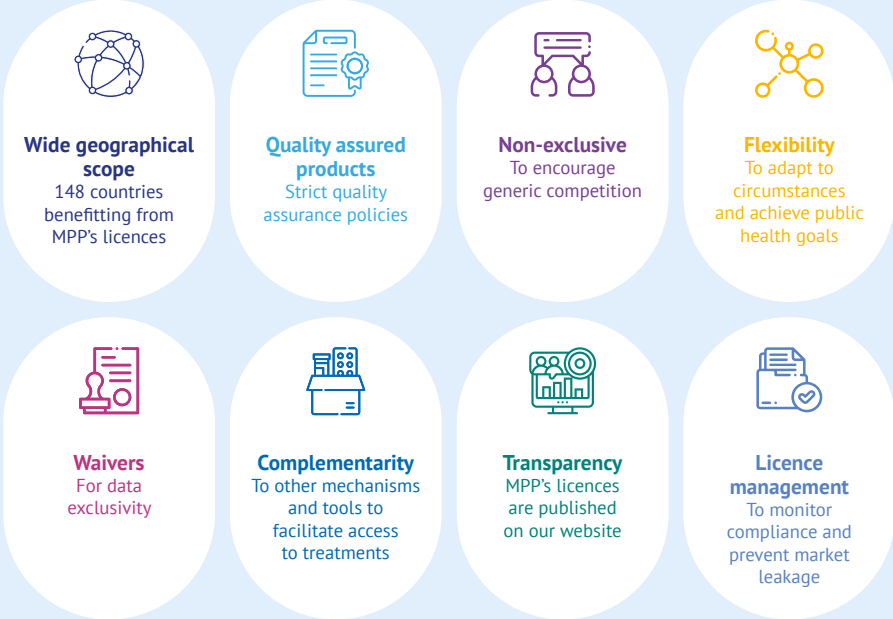 Wide geographical
scope
148 countries
benefitting from
MPP's licences
Quality assured
products
Strict quality
assurance policies
Non-exclusive
To encourage
generic competition
Flexibility
To adapt to
circumstances
and achieve public
health goals
Waivers
For data
exclusivity
Complementarity
To other mechanisms
and tools to
facilitate access
to treatments
Transparency
MPP's licences
are published
on our website
Licence
management
To monitor
compliance and
prevent market
leakage